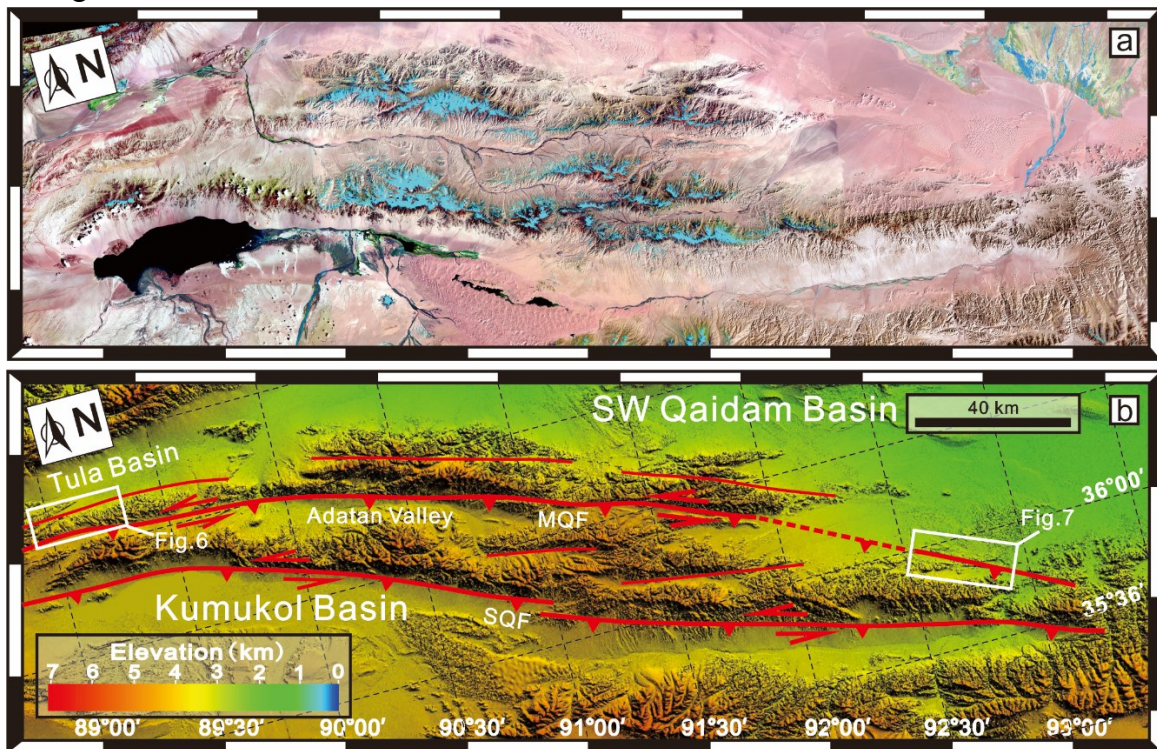 N
a
N
SW Qaidam Basin
40 km
b
Tula Basin
36°00′
Adatan Valley
MQF
Fig.7
Fig.6
35°36′
Kumukol Basin
SQF
Elevation (km)
7 6 5 4 3 2 1 0
89°00′ 89°30′ 90°00′ 90°30′ 91°00′ 91°30′ 92°00′ 92°30′ 93°00′